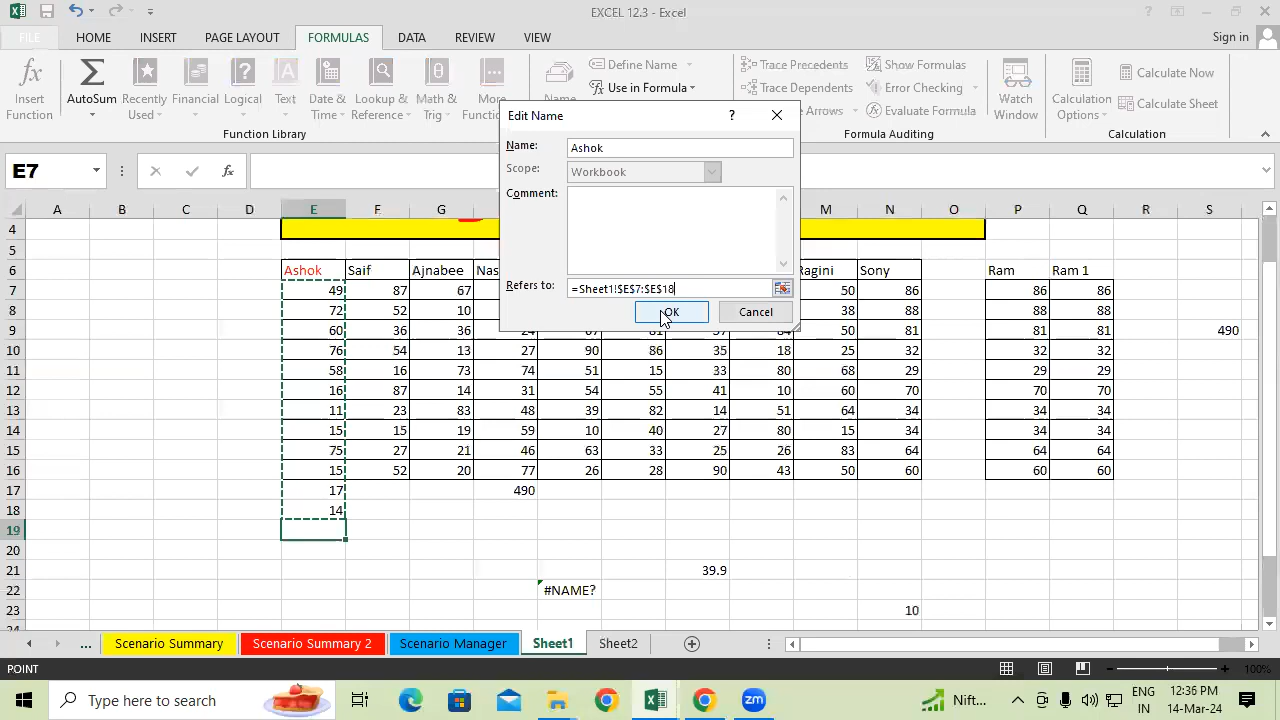 EXCEL 12.3 - Excel
FILE HOME INSERT PAGE LAYOUT FORMULAS DATA REVIEW VIEW Sign in
Insert Function
AutoSum
Recently Used
Financial
Logical
Text
Date & Time
Lookup & Reference
Math & Trig
More
Function Library
Name
Define Name
Use in Formula
Trace Precedents
Trace Dependents
Arrows
Show Formulas
Error Checking
Evaluate Formula
Formula Auditing
Watch Window
Calculation Options
Calculate Now
Calculate Sheet
Calculation
Edit Name ?
Name: Ashok
Scope: Workbook
Comment:
Refers to: =Sheet1!$E$7:$E$18
OK Cancel
E7 fx
A B C D E F G M N O P Q R S
4
5
6 Ashok Saif Ajnabee Nas Ragini Sony Ram Ram 1
7 49 87 67 50 86 86 86
8 72 52 10 38 88 88 88
9 60 36 36 24 67 81 37 84 50 81 81 81 490
10 76 54 13 27 90 86 35 18 25 32 32 32
11 58 16 73 74 51 15 33 80 68 29 29 29
12 16 87 14 31 54 55 41 10 60 70 70 70
13 11 23 83 48 39 82 14 51 64 34 34 34
14 15 15 19 59 10 40 27 80 15 34 34 34
15 75 27 21 46 63 33 25 26 83 64 64 64
16 15 52 20 77 26 28 90 43 50 60 60 60
17 17 490
18 14
19
20
21 39.9
22 #NAME?
23 10
... Scenario Summary Scenario Summary 2 Scenario Manager Sheet1 Sheet2
POINT 100%
Type here to search
Nift...
ENG IN
12:36 PM
14-Mar-24